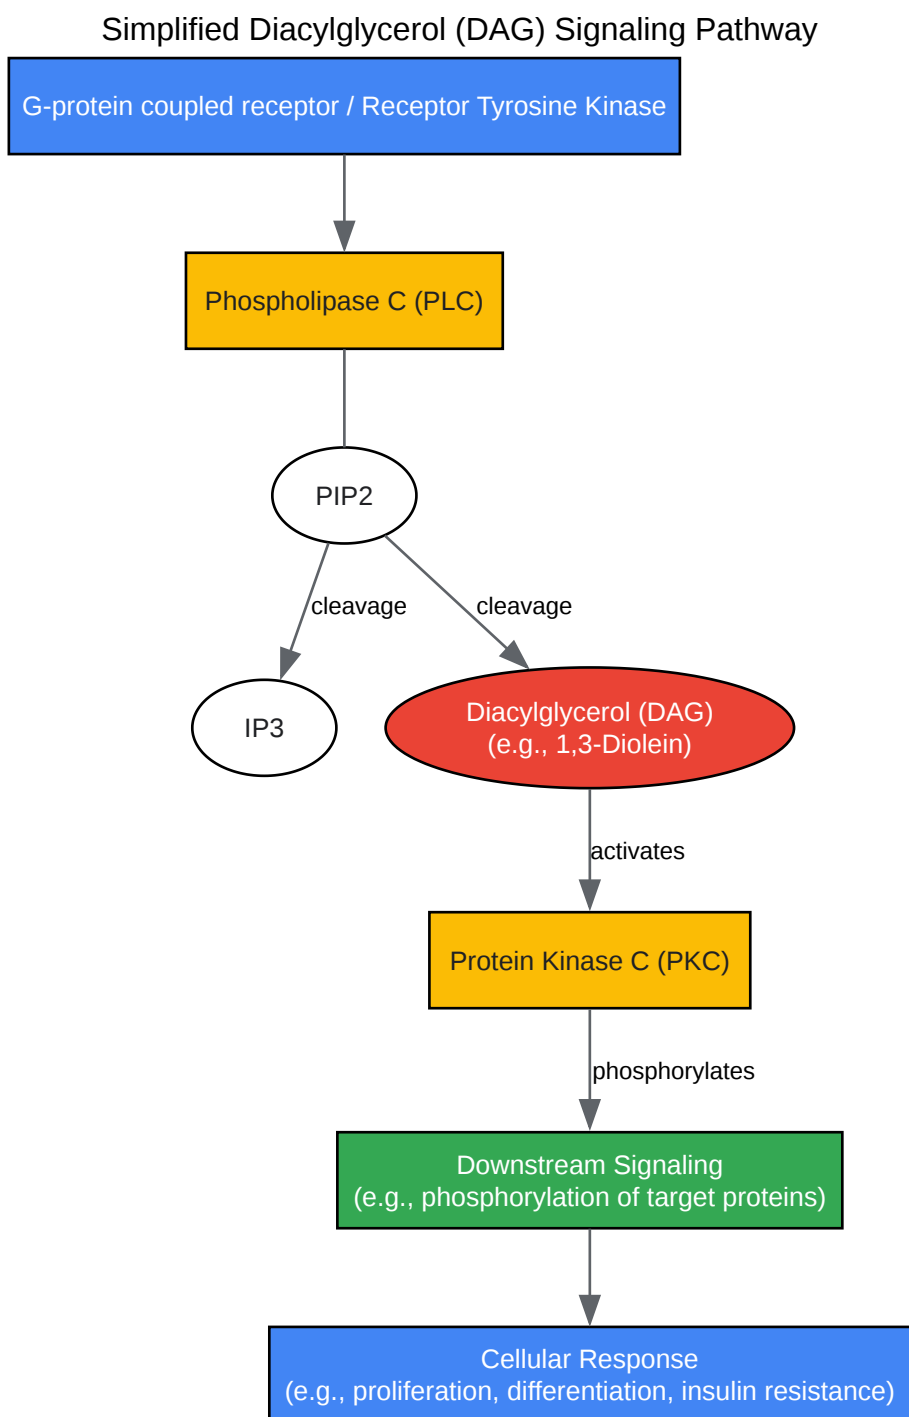 Simplified Diacylglycerol (DAG) Signaling Pathway
G-protein coupled receptor / Receptor Tyrosine Kinase
Phospholipase C (PLC)
PIP2
cleavage
cleavage
IP3
Diacylglycerol (DAG)
(e.g., 1,3-Diolein)
activates
Protein Kinase C (PKC)
phosphorylates
Downstream Signaling
(e.g., phosphorylation of target proteins)
Cellular Response
(e.g., proliferation, differentiation, insulin resistance)